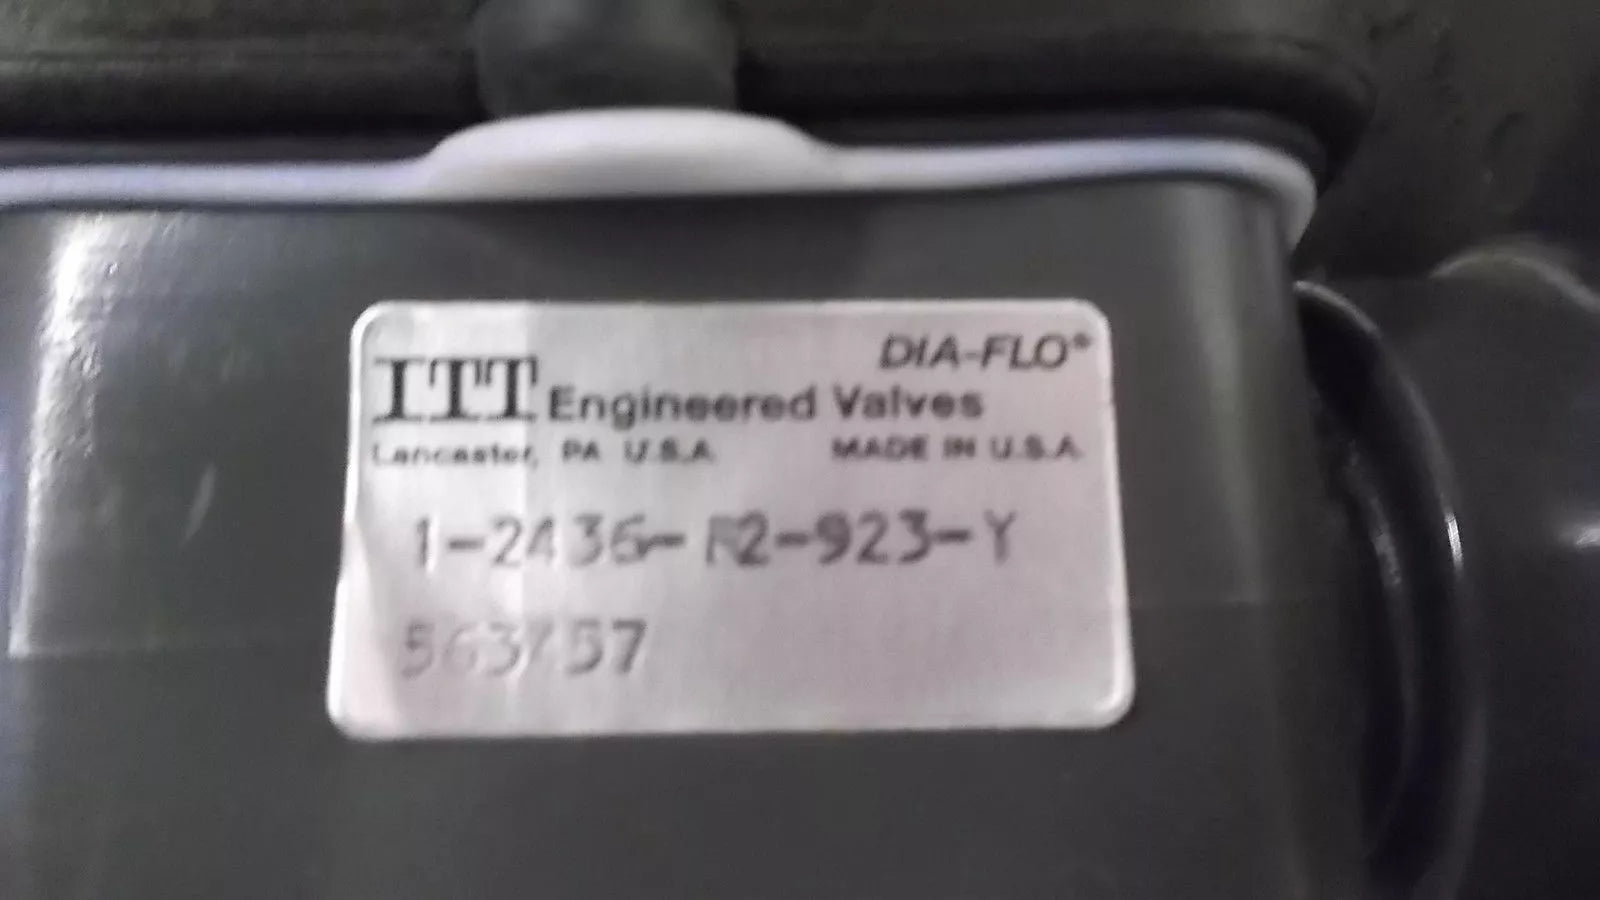 DIA-FLO®
ITT Engineered Valves
Lancaster, PA U.S.A. MADE IN U.S.A.
1-2436-R2-923-Y